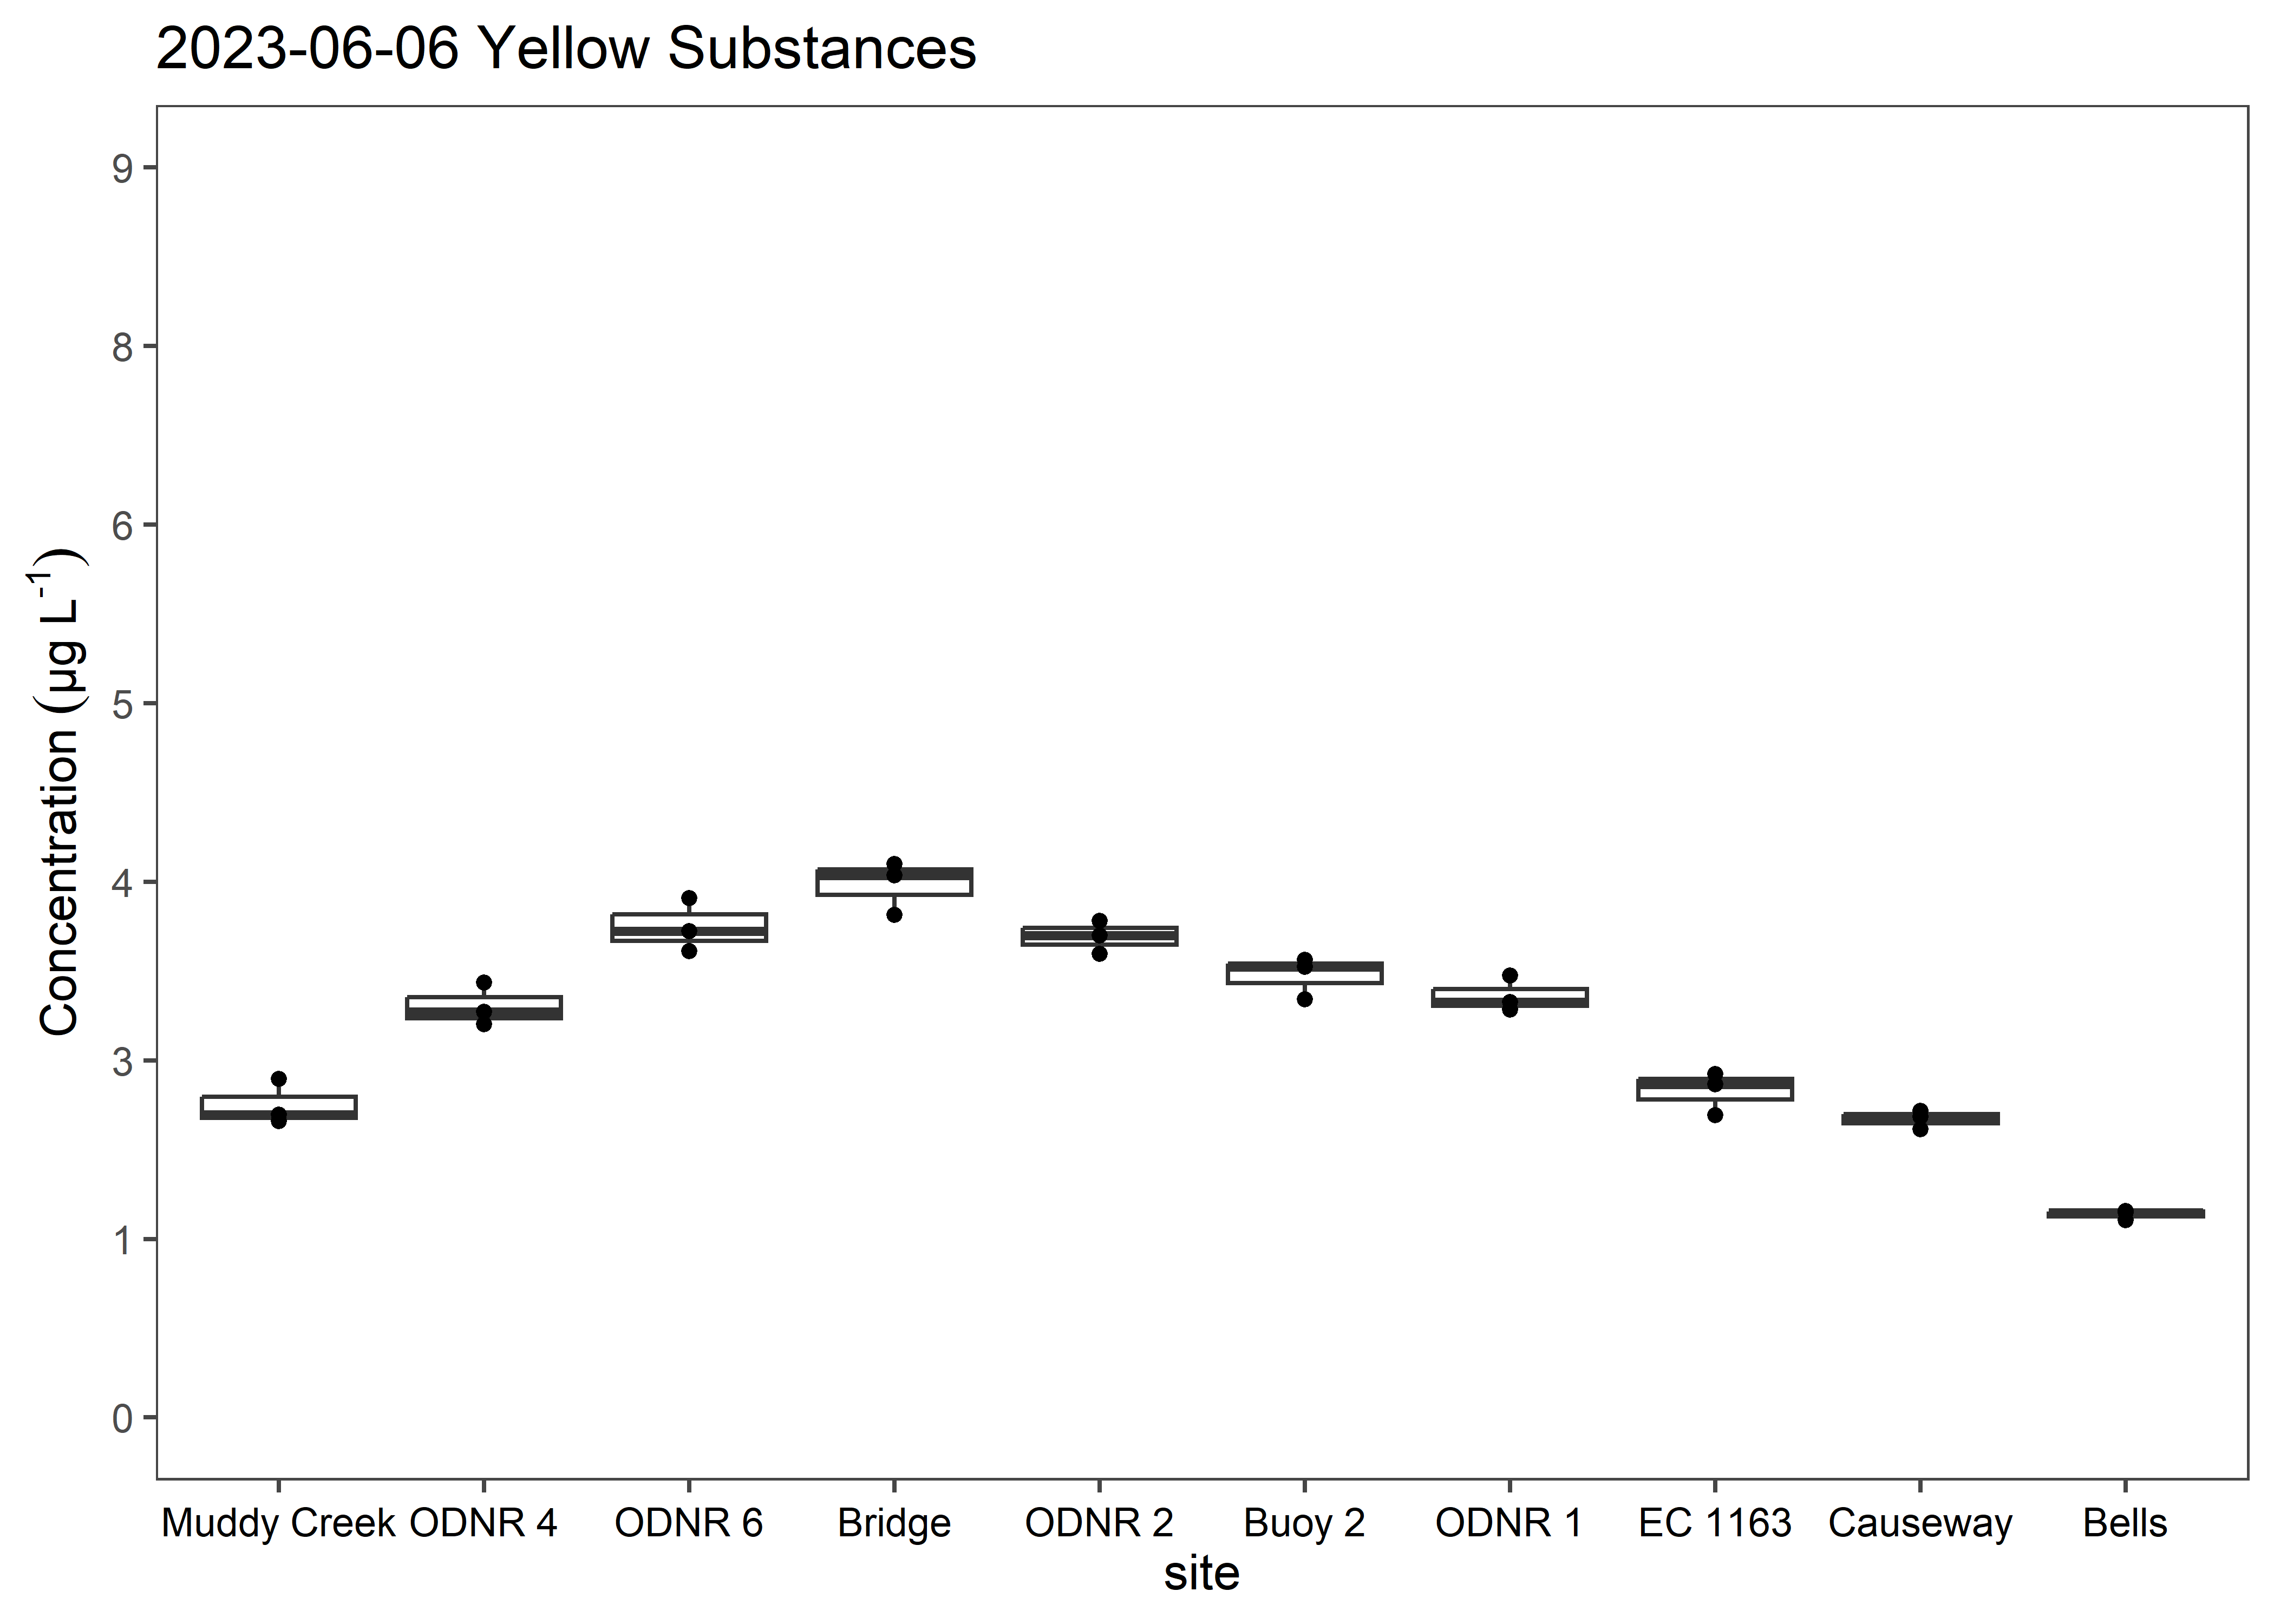 2023-06-06 Yellow Substances
Concentration (µg L⁻¹)
9
8
6
5
4
3
1
0
Muddy Creek ODNR 4 ODNR 6 Bridge ODNR 2 Buoy 2 ODNR 1 EC 1163 Causeway Bells
site